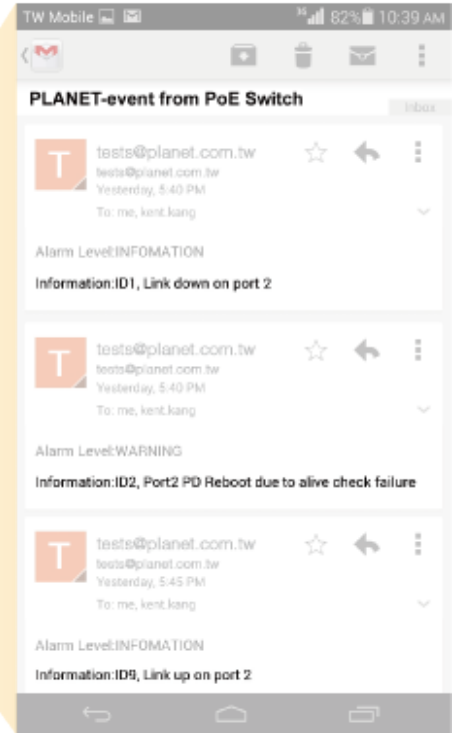 TW Mobile 82% 10:39 AM
PLANET-event from PoE Switch
Inbox
T
tests@planet.com.tw
tests@planet.com.tw
Yesterday, 5:40 PM
To: me, kent.kang
Alarm Level:INFOMATION
Information:ID1, Link down on port 2
T
tests@planet.com.tw
tests@planet.com.tw
Yesterday, 5:40 PM
To: me, kent.kang
Alarm Level:WARNING
Information:ID2, Port2 PD Reboot due to alive check failure
T
tests@planet.com.tw
tests@planet.com.tw
Yesterday, 5:45 PM
To: me, kent.kang
Alarm Level:INFOMATION
Information:ID9, Link up on port 2